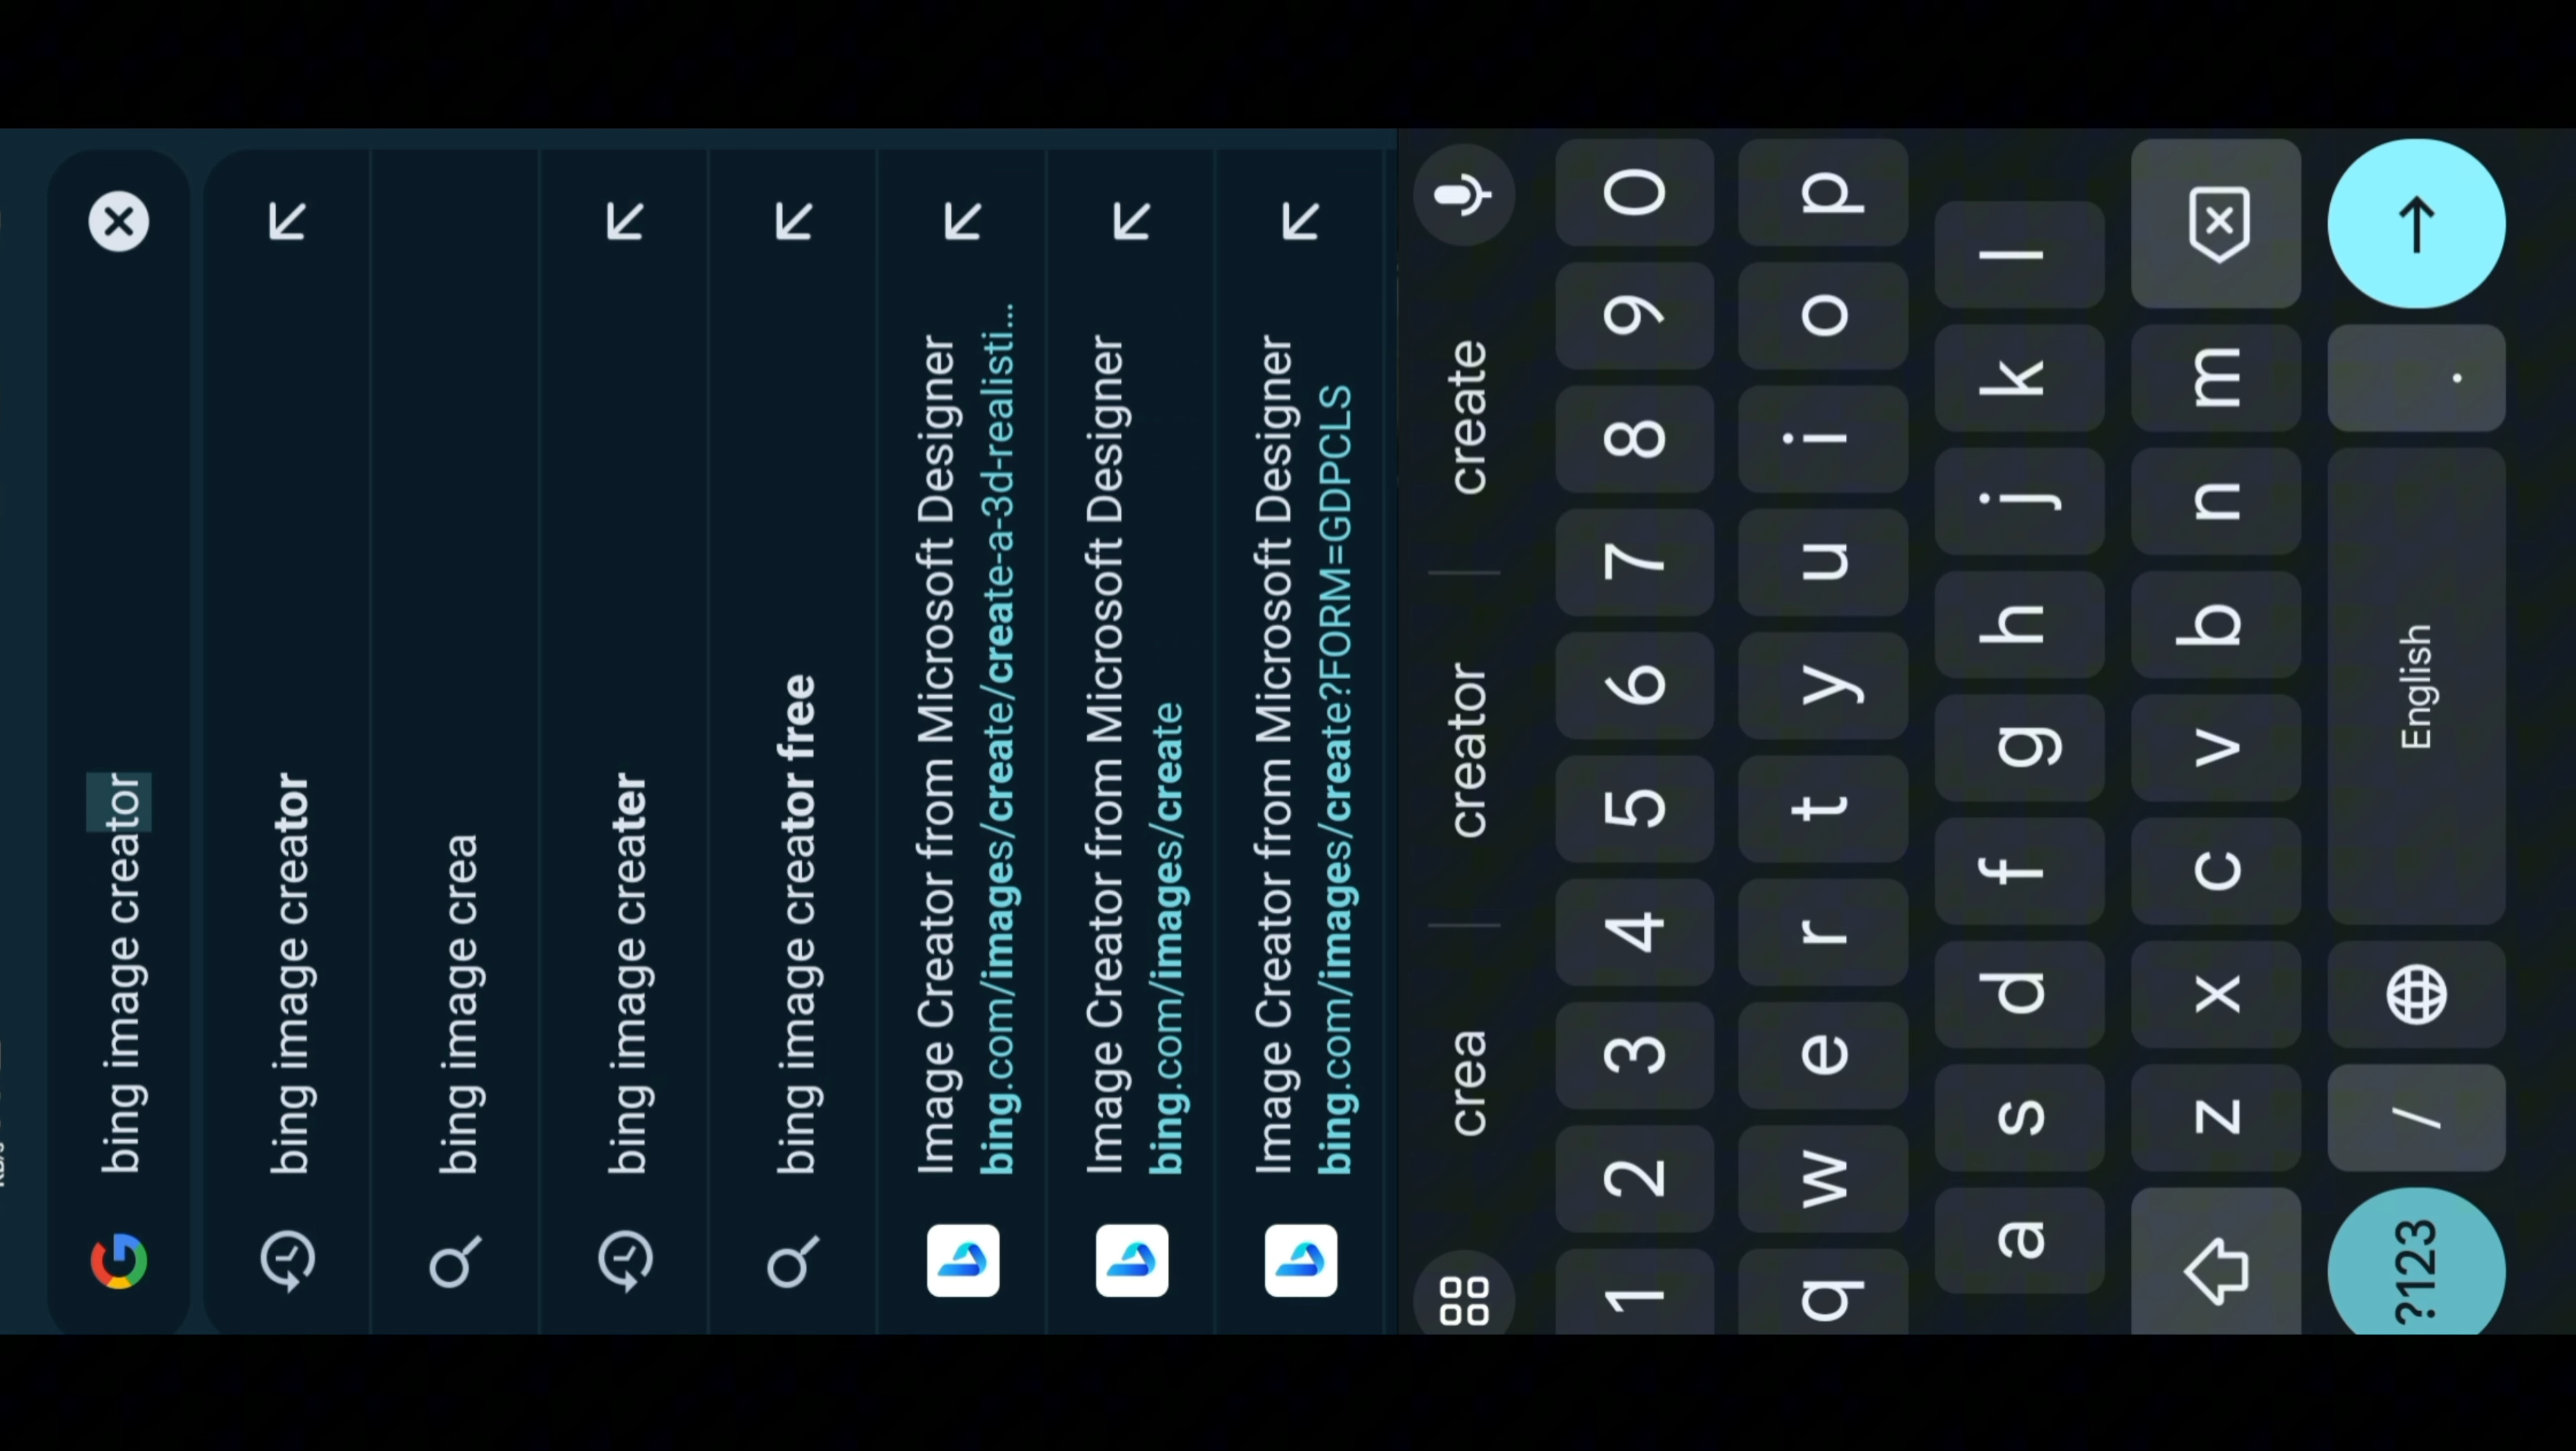 bing image creator
bing image creator
bing image crea
bing image creater
bing image creator free
Image Creator from Microsoft Designer
bing.com/images/create/create-a-3d-realisti...
Image Creator from Microsoft Designer
bing.com/images/create
Image Creator from Microsoft Designer
bing.com/images/create?FORM=GDPCLS
crea creator create
1 2 3 4 5 6 7 8 9 0
q w e r t y u i o p
a s d f g h j k l
z x c v b n m
?123 / English .